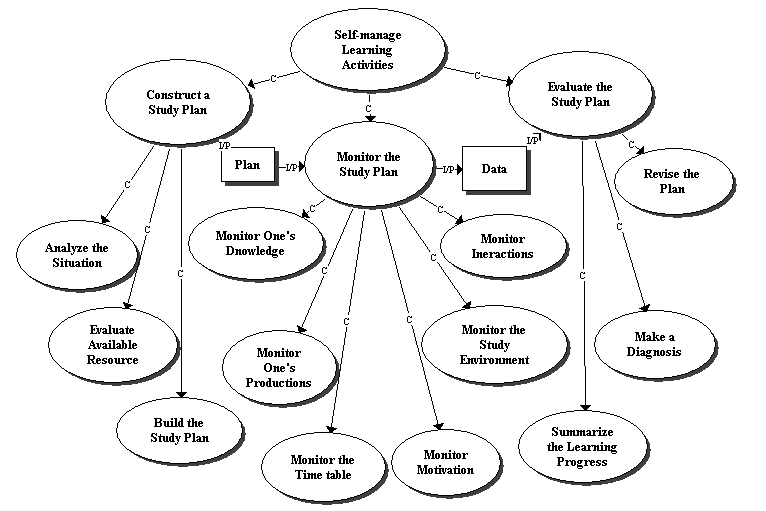 Self-manage
Learning
Activities
C
C
C
Construct a
Study Plan
Evaluate the
Study Plan
I/P
Plan
I/P
Monitor the
Study Plan
I/P
Data
I/P
C
Revise the
Plan
C
C
C
Analyze the
Situation
Evaluate
Available
Resource
Build the
Study Plan
C
Monitor One's
Dnowledge
C
Monitor
One's
Productions
C
Monitor the
Time table
C
Monitor
Motivation
C
Monitor the
Study
Environment
C
Monitor
Ineractions
C
Summarize
the Learning
Progress
C
Make a
Diagnosis